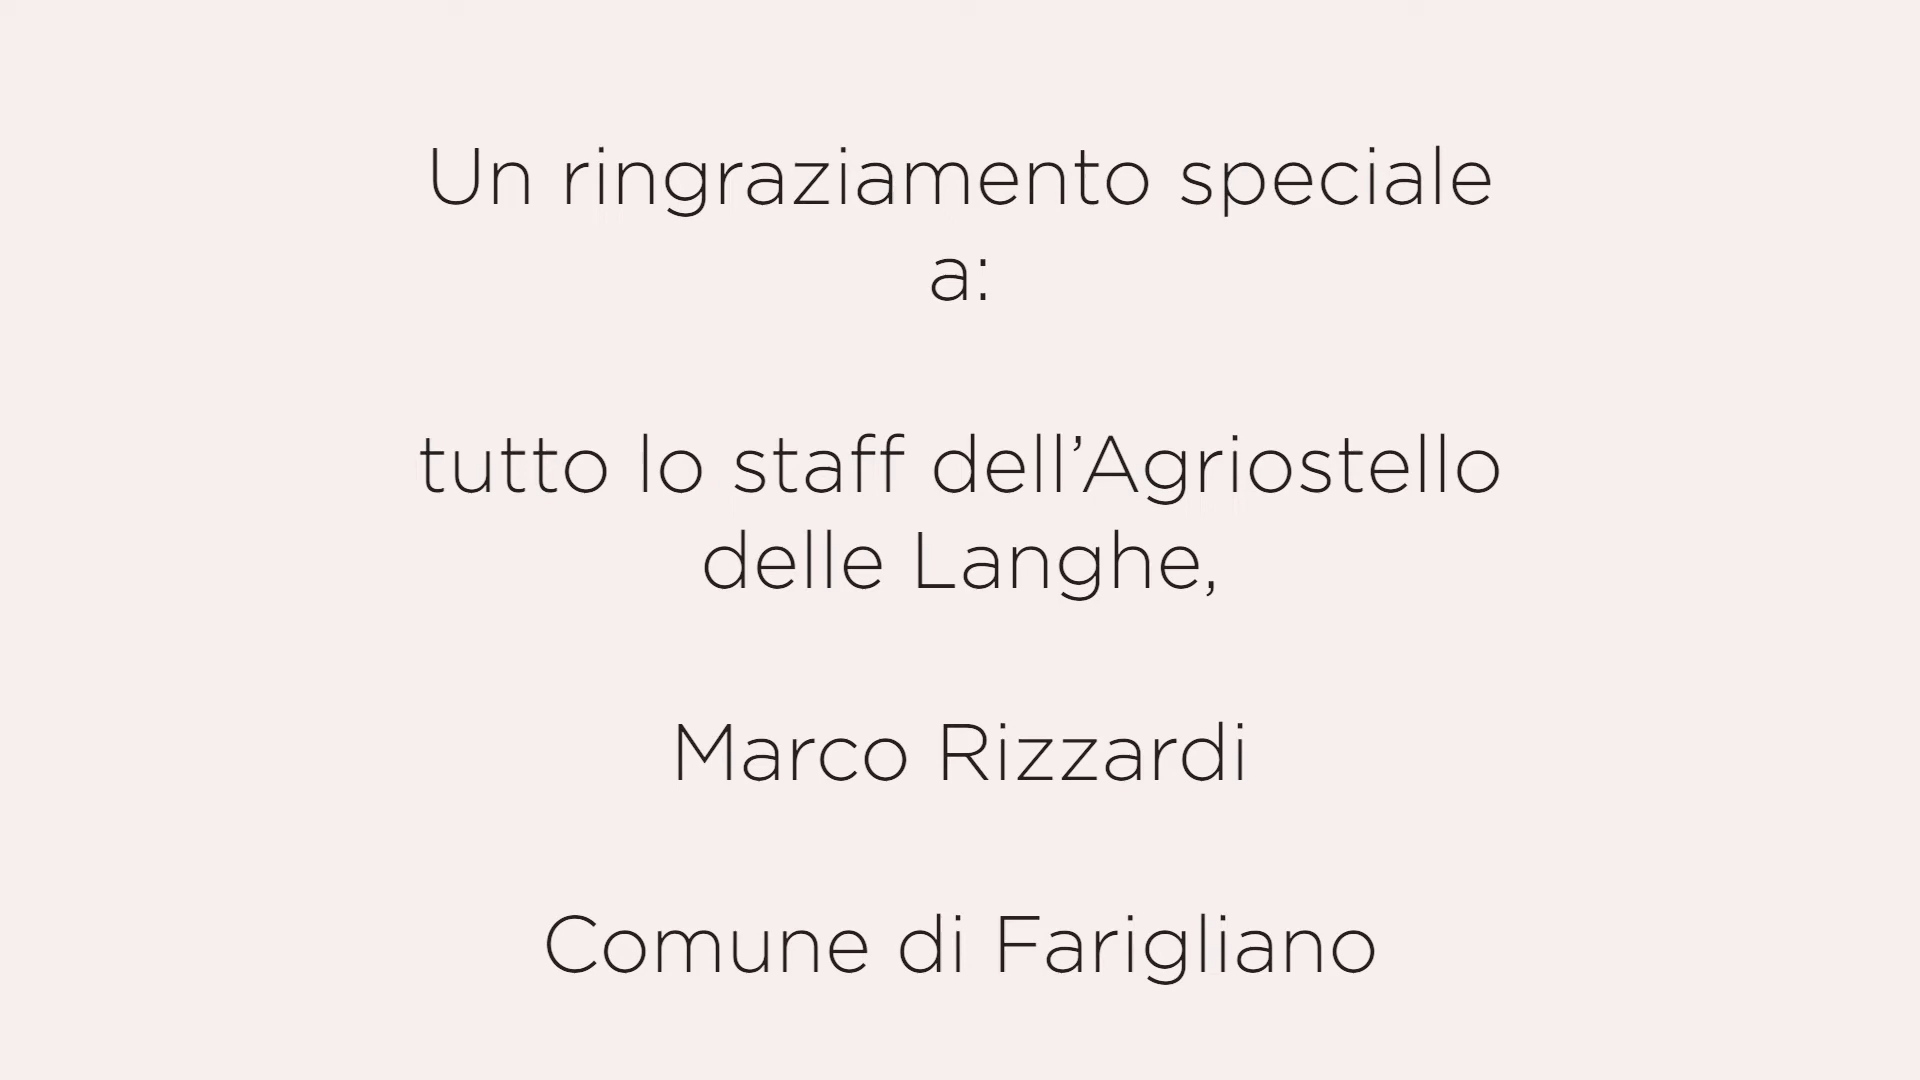 Un ringraziamento speciale
a:
tutto lo staff dell’Agriostello
delle Langhe,
Marco Rizzardi
Comune di Farigliano